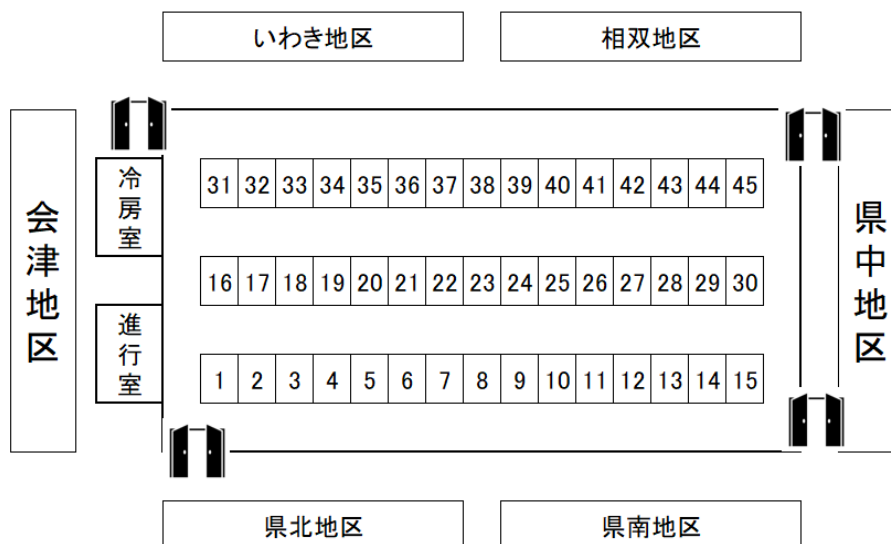 いわき地区 相双地区
会津地区
冷房室
31 32 33 34 35 36 37 38 39 40 41 42 43 44 45
県中地区
16 17 18 19 20 21 22 23 24 25 26 27 28 29 30
進行室
1 2 3 4 5 6 7 8 9 10 11 12 13 14 15
県北地区 県南地区